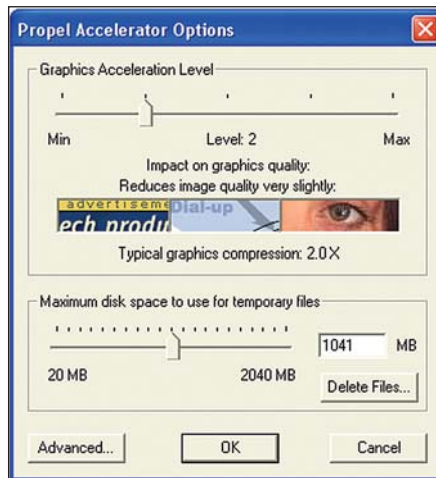 Propel Accelerator Options
Graphics Acceleration Level
Min Level: 2 Max
Impact on graphics quality:
Reduces image quality very slightly:
advertiseme
ech produ
Dial-up
Typical graphics compression: 2.0X
Maximum disk space to use for temporary files
1041 MB
20 MB 2040 MB
Delete Files...
Advanced... OK Cancel